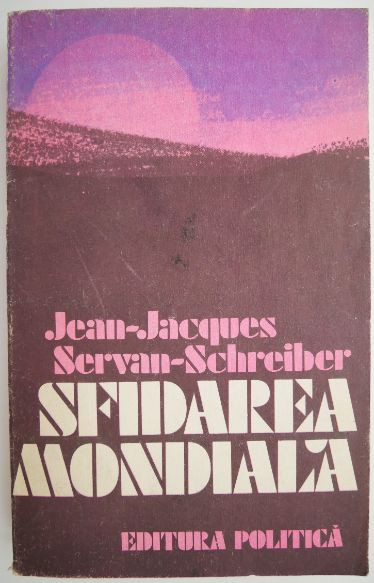 Jean-Jacques
Servan-Schreiber
SFIDAREA
MONDIALA
EDITURA POLITICĂ